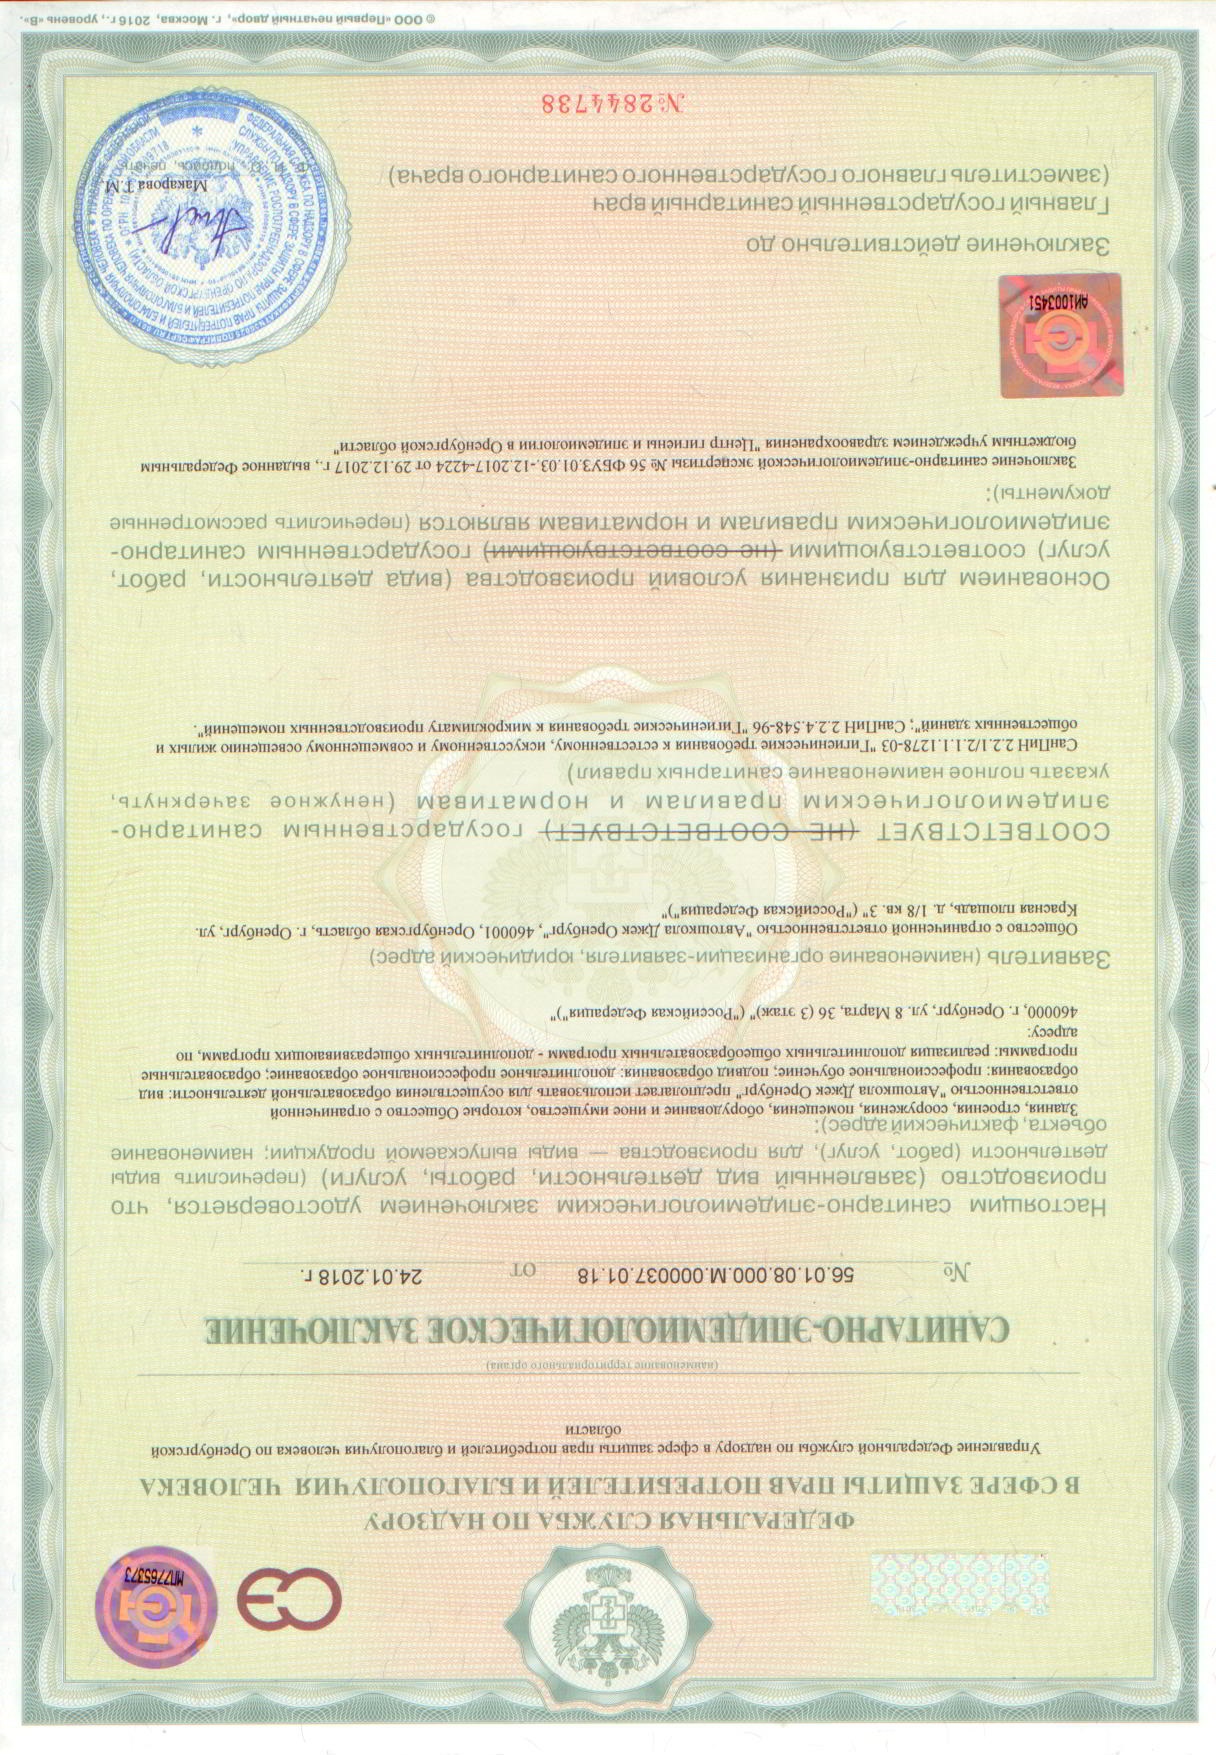 МП7765373
ФЕДЕРАЛЬНАЯ СЛУЖБА ПО НАДЗОРУ
В СФЕРЕ ЗАЩИТЫ ПРАВ ПОТРЕБИТЕЛЕЙ И БЛАГОПОЛУЧИЯ ЧЕЛОВЕКА
Управление Федеральной службы по надзору в сфере защиты прав потребителей и благополучия человека по Оренбургской
области
(наименование территориального органа)
САНИТАРНО-ЭПИДЕМИОЛОГИЧЕСКОЕ ЗАКЛЮЧЕНИЕ
№ 56.01.08.000.М.000037.01.18 ОТ 24.01.2018 г.
Настоящим санитарно-эпидемиологическим заключением удостоверяется, что
производство (заявленный вид деятельности, работы, услуги) (перечислить виды
деятельности (работ, услуг), для производства — виды выпускаемой продукции; наименование
объекта, фактический адрес):
Здания, строения, сооружения, помещения, оборудование и иное имущество, которые Общество с ограниченной
ответственностью "Автошкола Джек Оренбург" предполагает использовать для осуществления образовательной деятельности: вид
образования: профессиональное обучение; подвид образования: дополнительное профессиональное образование; образовательные
программы: реализация дополнительных общеобразовательных программ - дополнительных общеразвивающих программ, по
адресу:
460000, г. Оренбург, ул. 8 Марта, 36 (3 этаж)" ("Российская Федерация")"
Заявитель (наименование организации-заявителя, юридический адрес)
Общество с ограниченной ответственностью "Автошкола Джек Оренбург", 460001, Оренбургская область, г. Оренбург, ул.
Красная площадь, д. 1/8 кв. 3" ("Российская Федерация")"
СООТВЕТСТВУЕТ (НЕ СООТВЕТСТВУЕТ) государственным санитарно-
эпидемиологическим правилам и нормативам (ненужное зачеркнуть,
указать полное наименование санитарных правил)
СанПиН 2.2.1/2.1.1.1278-03 "Гигиенические требования к естественному, искусственному и совмещенному освещению жилых и
общественных зданий"; СанПиН 2.2.4.548-96 "Гигиенические требования к микроклимату производственных помещений".
Основанием для признания условий производства (вида деятельности, работ,
услуг) соответствующими (не соответствующими) государственным санитарно-
эпидемиологическим правилам и нормативам являются (перечислить рассмотренные
документы):
Заключение санитарно-эпидемиологической экспертизы № 56 ФБУЗ.01.03.-12.2017-4224 от 29.12.2017 г., выданное Федеральным
бюджетным учреждением здравоохранения "Центр гигиены и эпидемиологии в Оренбургской области"
АИ1003451
Заключение действительно до
Главный государственный санитарный врач
(заместитель главного государственного санитарного врача)
Макарова Т.М.
Ф. И. О., подпись, печать
№2844738
© ООО «Первый печатный двор», г. Москва, 2016 г., уровень «В».